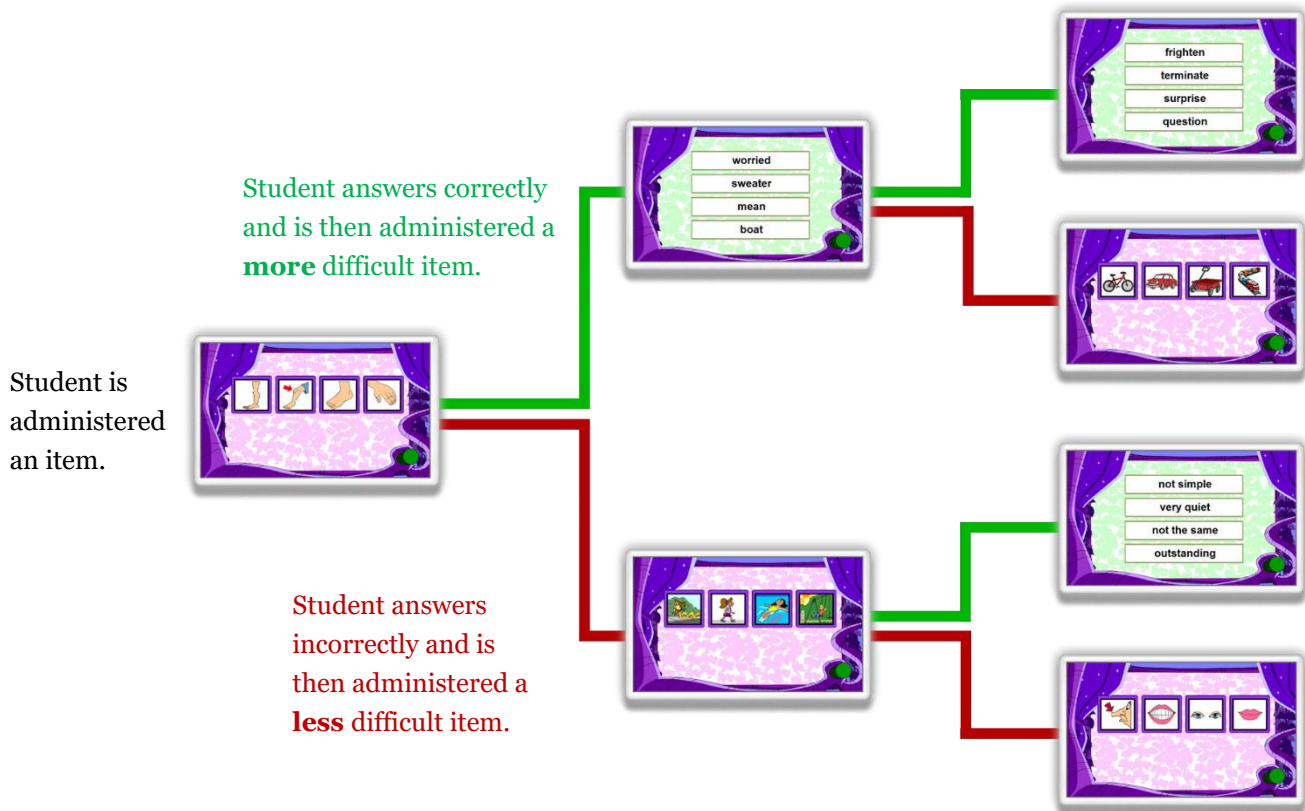 Student is
administered
an item.
Student answers correctly
and is then administered a
more difficult item.
Student answers
incorrectly and is
then administered a
less difficult item.
worried
sweater
mean
boat
frighten
terminate
surprise
question
not simple
very quiet
not the same
outstanding